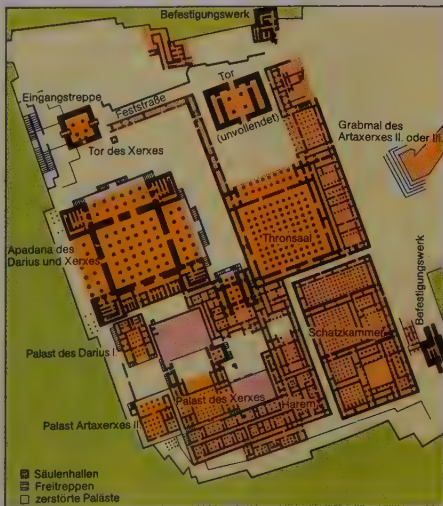 Befestigungswerk
Eingangstreppe
Feststraße
Tor
(unvollendet)
Tor des Xerxes
Grabmal des
Artaxerxes II. oder III.
Apadana des
Darius und Xerxes
Thronsaal
Befestigungswerk
Schatzkammer
Palast des Darius I.
Palast des Xerxes
Harem
Palast Artaxerxes II.
Säulenhallen
Freitreppen
zerstörte Paläste